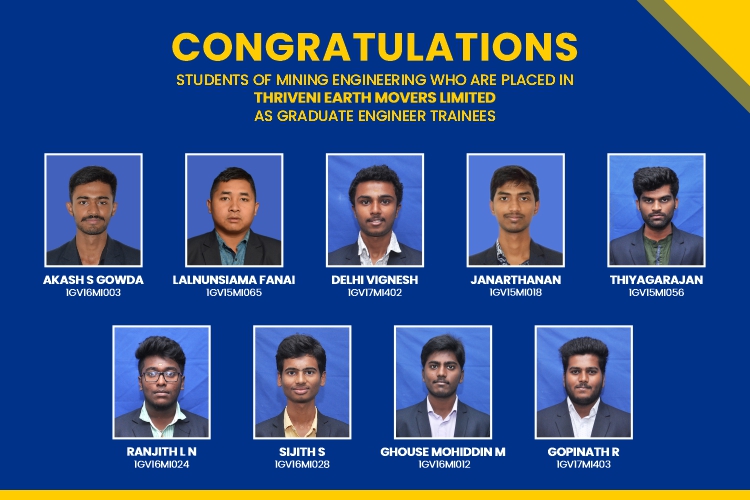 CONGRATULATIONS
STUDENTS OF MINING ENGINEERING WHO ARE PLACED IN
THRIVENI EARTH MOVERS LIMITED
AS GRADUATE ENGINEER TRAINEES
AKASH S GOWDA
1GV16MI003
LALNUNSIAMA FANAI
1GV15MI065
DELHI VIGNESH
1GV17MI402
JANARTHANAN
1GV15MI018
THIYAGARAJAN
1GV15MI056
RANJITH L N
1GV16MI024
SIJITH S
1GV16MI028
GHOUSE MOHIDDIN M
1GV16MI012
GOPINATH R
1GV17MI403